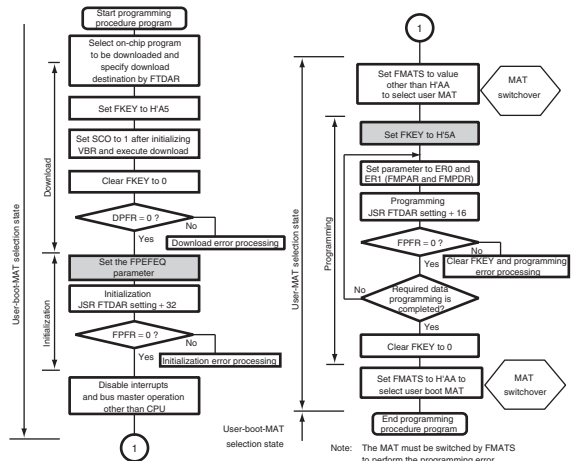 Start programming
procedure program
Select on-chip program
to be downloaded and
specify download
destination by FTDAR
Set FKEY to H'A5
Set SCO to 1 after initializing
VBR and execute download
Clear FKEY to 0
DPFR = 0 ?
No
Yes
Download error processing
Set the FPEFEQ
parameter
Initialization
JSR FTDAR setting + 32
FPFR = 0 ?
No
Yes
Initialization error processing
Disable interrupts
and bus master operation
other than CPU
1
User-boot-MAT selection state
Download
Initialization
1
Set FMATS to value
other than H'AA
to select user MAT
MAT
switchover
Set FKEY to H'5A
Set parameter to ER0 and
ER1 (FMPAR and FMPDR)
Programming
JSR FTDAR setting + 16
FPFR = 0 ?
No
Yes
Clear FKEY and programming
error processing
Required data
programming is
completed?
No
Yes
Clear FKEY to 0
Set FMATS to H'AA to
select user boot MAT
MAT
switchover
End programming
procedure program
User-MAT selection state
Programming
User-boot-MAT
selection state
Note: The MAT must be switched by FMATS
to perform the programming error